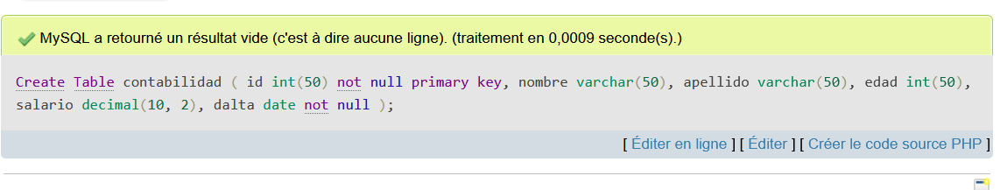 MySQL a retourné un résultat vide (c'est à dire aucune ligne). (traitement en 0,0009 seconde(s).)
Create Table contabilidad ( id int(50) not null primary key, nombre varchar(50), apellido varchar(50), edad int(50),
salario decimal(10, 2), dalta date not null );
[ Éditer en ligne ] [ Éditer ] [ Créer le code source PHP ]